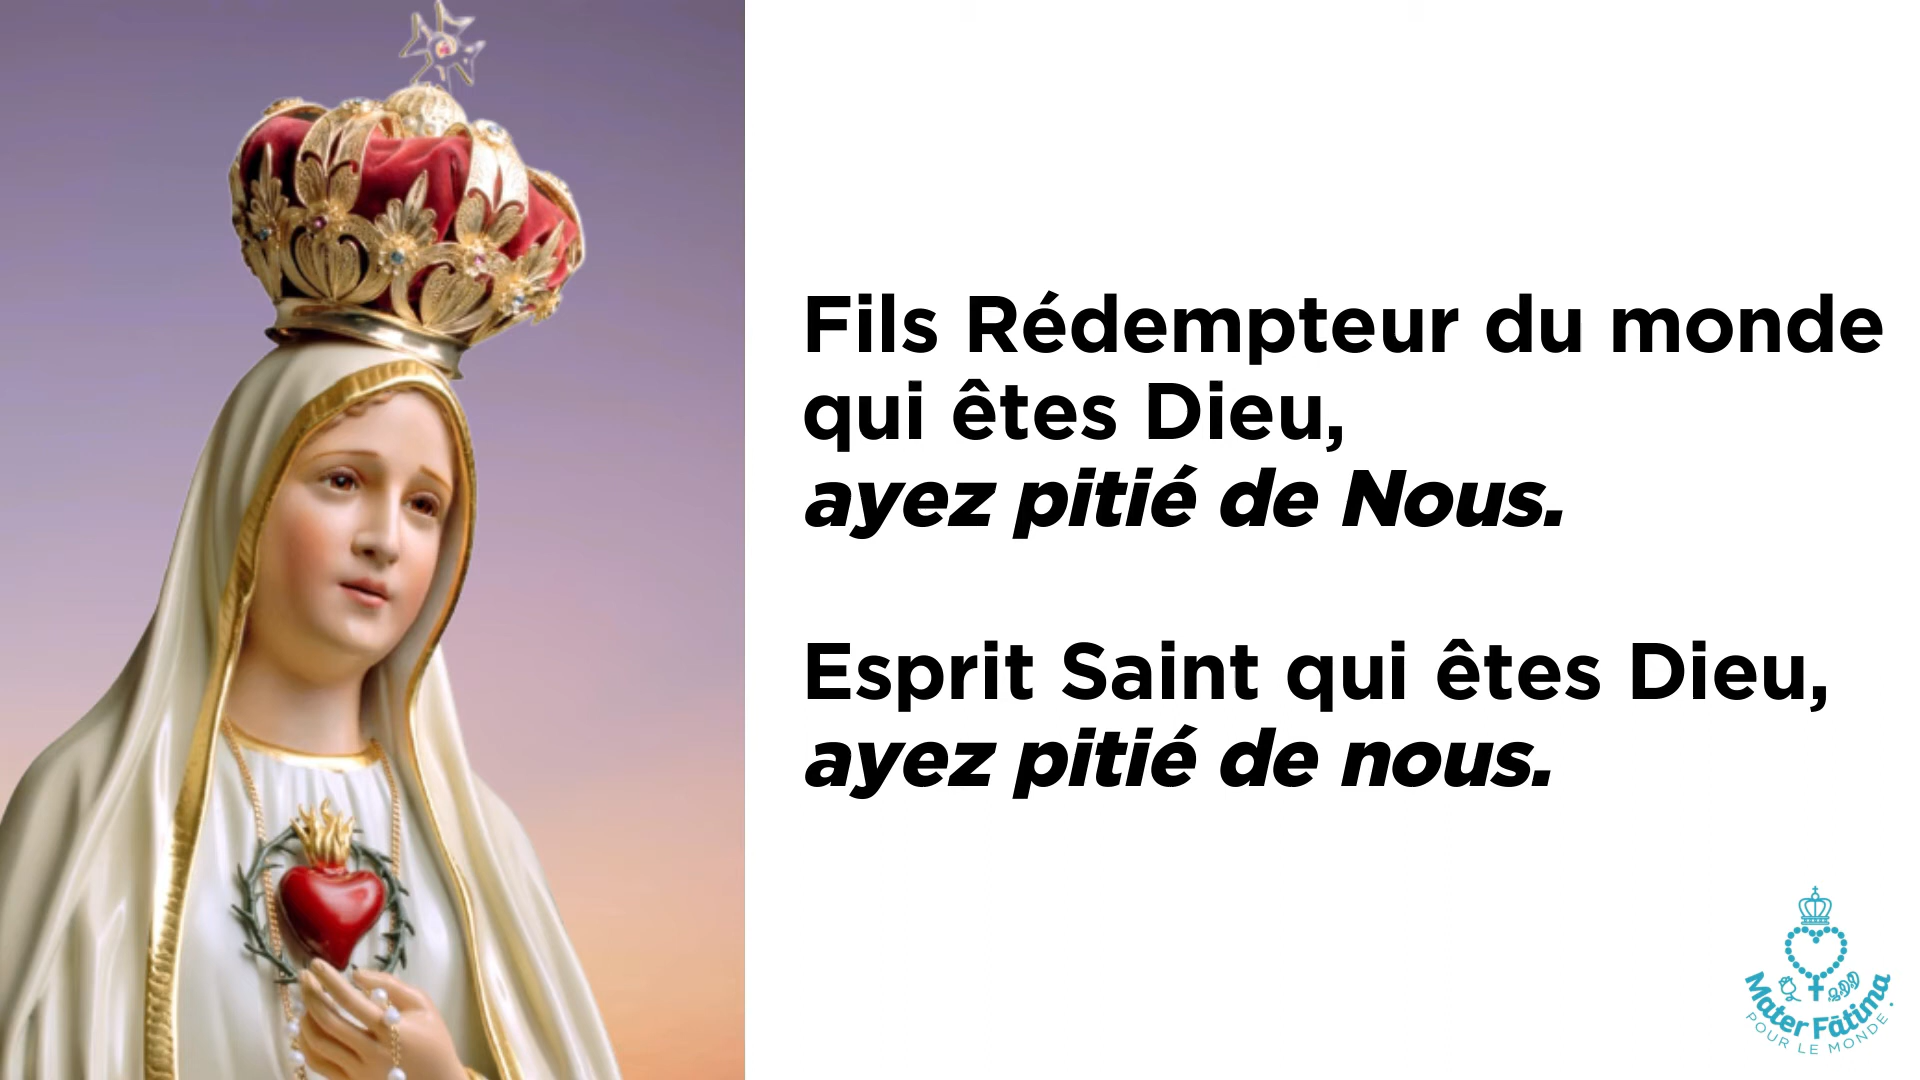 Fils Rédempteur du monde
qui êtes Dieu,
ayez pitié de Nous.
Esprit Saint qui êtes Dieu,
ayez pitié de nous.
Mater Fátima
POUR LE MONDE